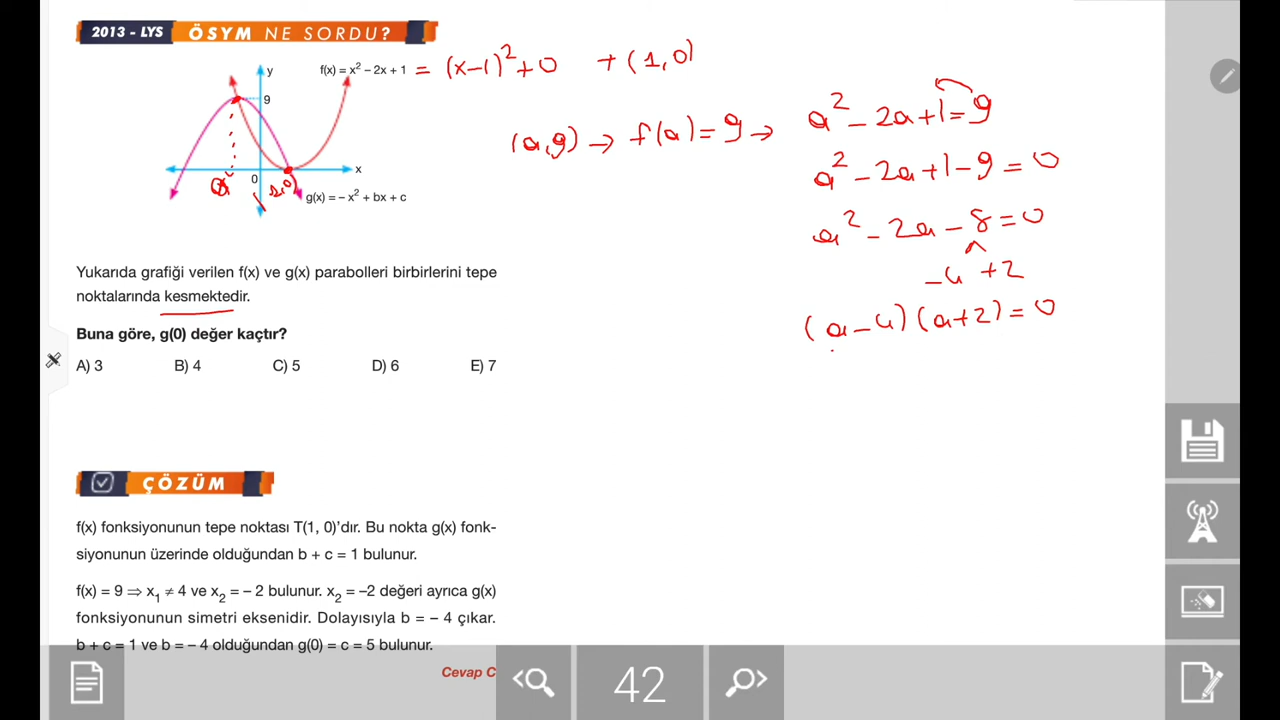 2013 - LYS ÖSYM NE SORDU?
y
f(x) = x² – 2x + 1 = (x–1)² + 0 + (1,0)
9
x
0
1,0
g(x) = – x² + bx + c
(a,9) → f(a) = 9 →
a² – 2a + 1 = 9
a² – 2a + 1 – 9 = 0
a² – 2a – 8 = 0
–4 +2
(a – 4) (a + 2) = 0
Yukarıda grafiği verilen f(x) ve g(x) parabolleri birbirlerini tepe
noktalarında kesmektedir.
Buna göre, g(0) değer kaçtır?
A) 3 B) 4 C) 5 D) 6 E) 7
ÇÖZÜM
f(x) fonksiyonunun tepe noktası T(1, 0)'dır. Bu nokta g(x) fonk-
siyonunun üzerinde olduğundan b + c = 1 bulunur.
f(x) = 9 ⇒ x₁ ≠ 4 ve x₂ = – 2 bulunur. x₂ = –2 değeri ayrıca g(x)
fonksiyonunun simetri eksenidir. Dolayısıyla b = – 4 çıkar.
b + c = 1 ve b = – 4 olduğundan g(0) = c = 5 bulunur.
Cevap C
42